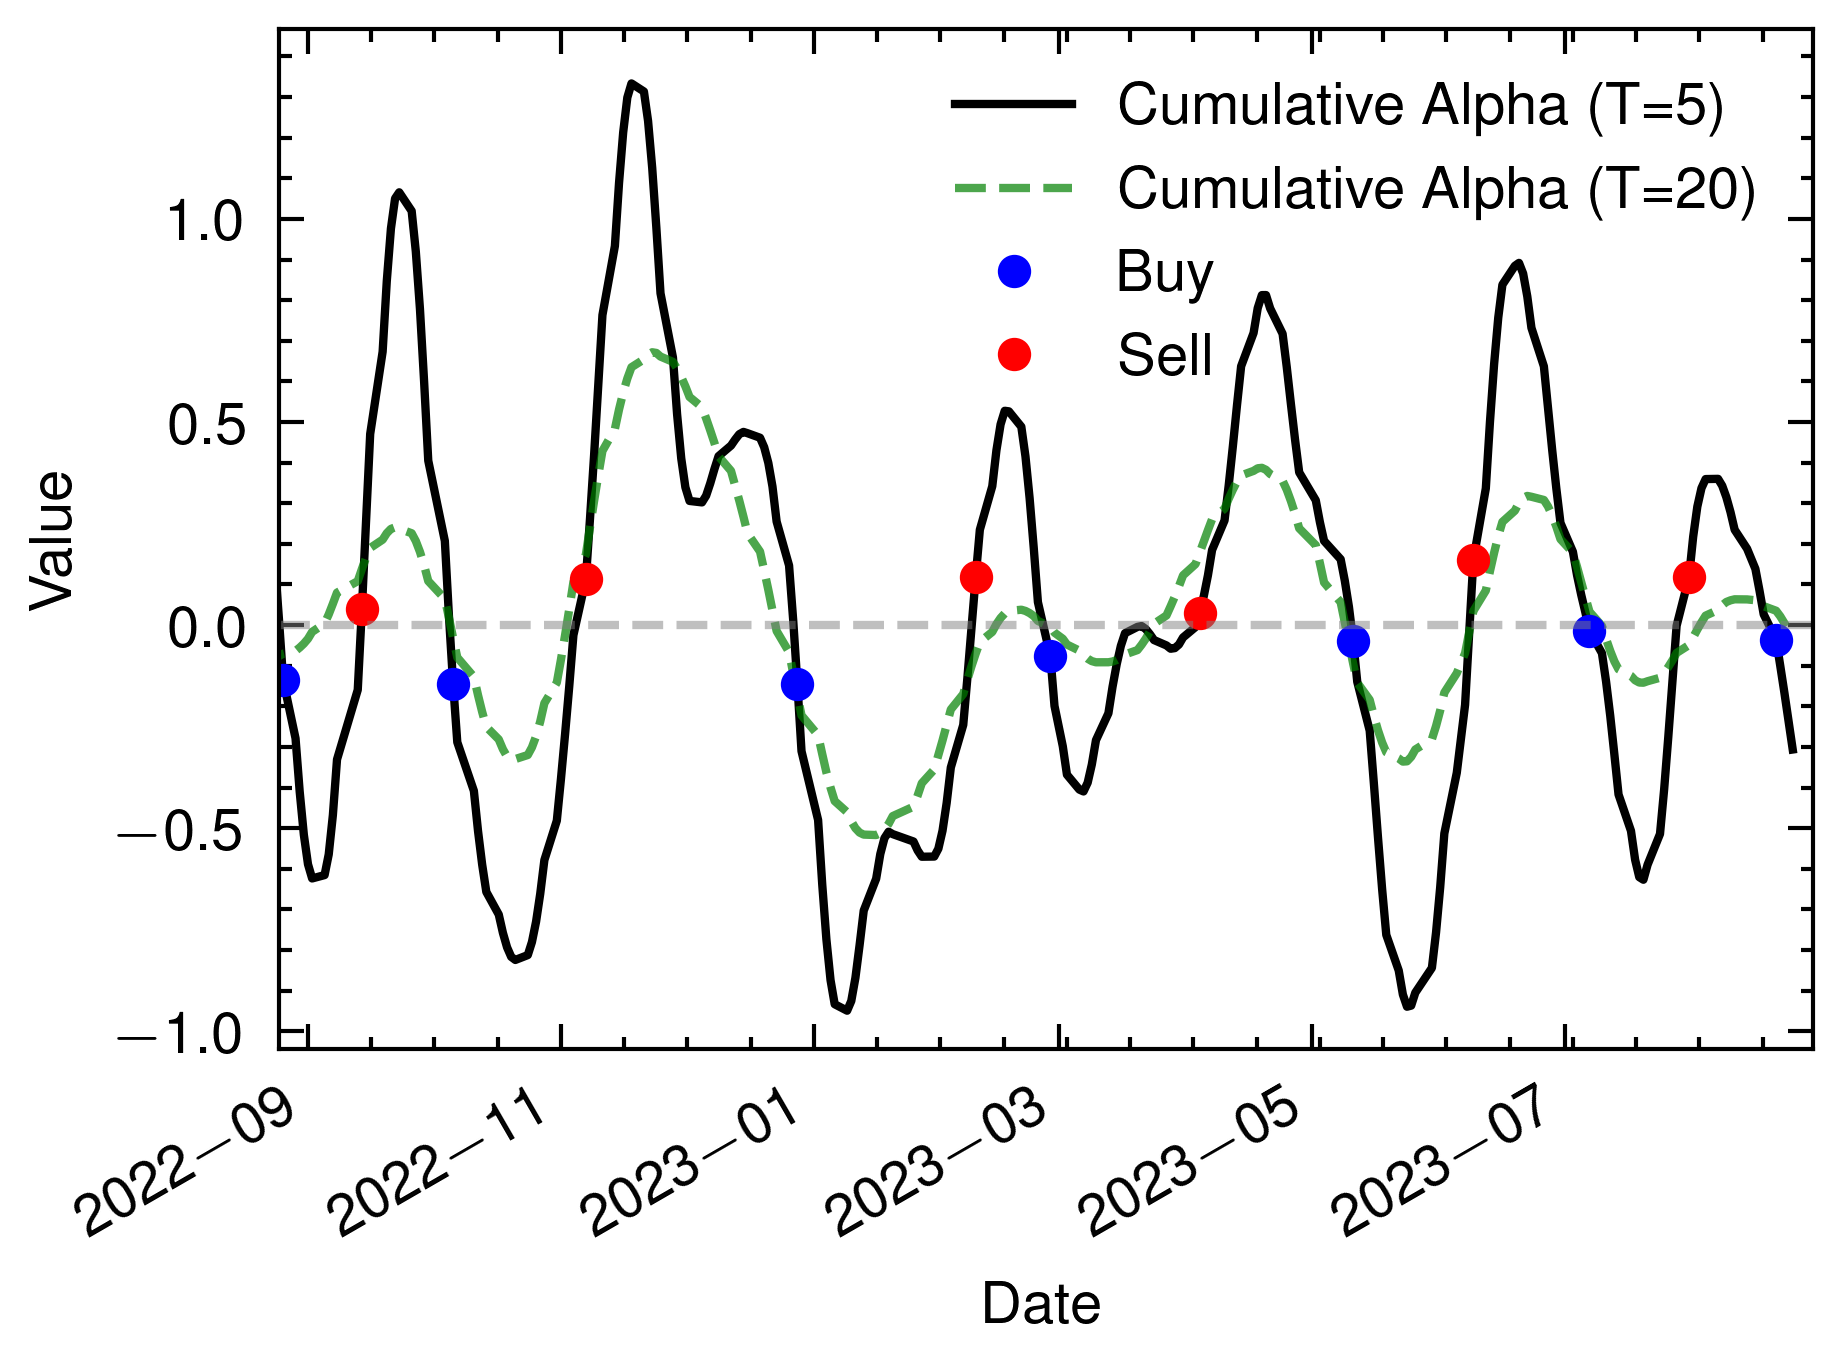 Cumulative Alpha (T=5)
Cumulative Alpha (T=20)
Buy
Sell
Value
1.0
0.5
0.0
−0.5
−1.0
2022−09
2022−11
2023−01
2023−03
2023−05
2023−07
Date